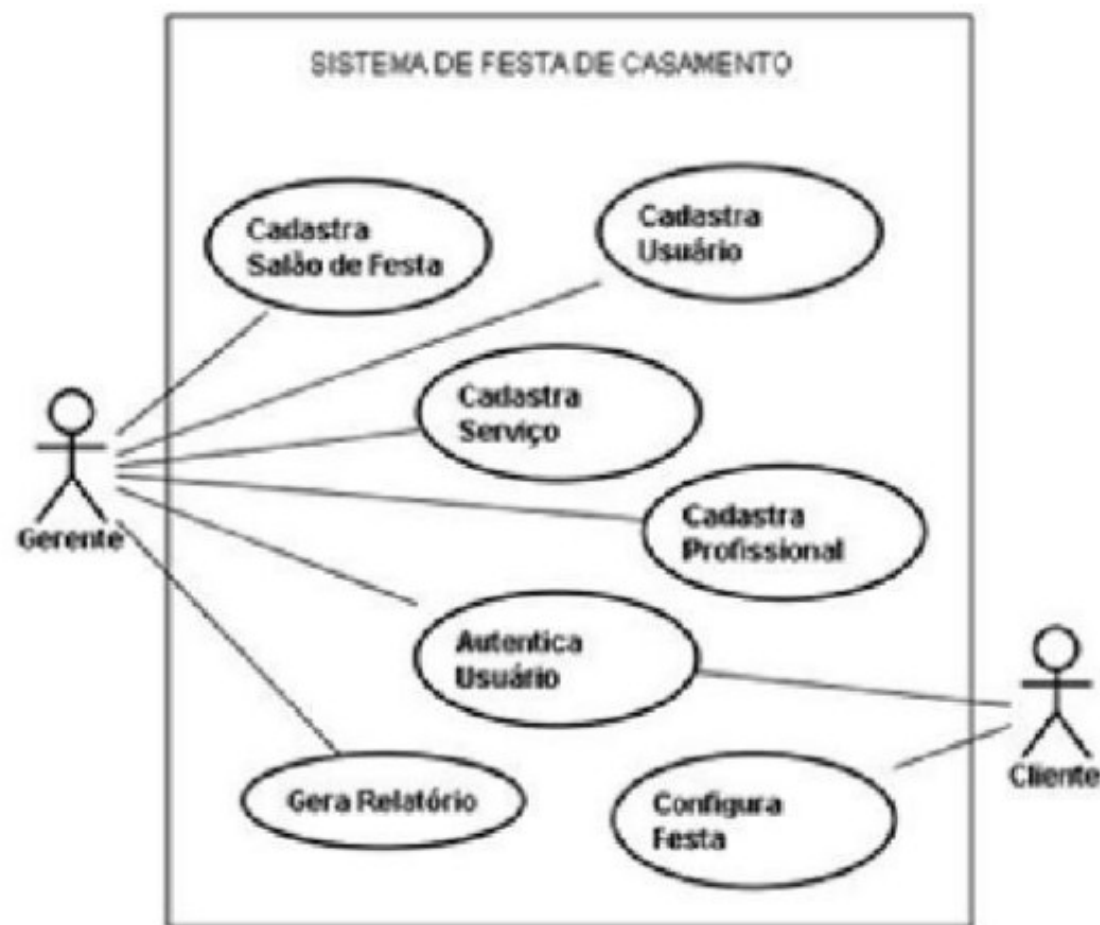 SISTEMA DE FESTA DE CASAMENTO
Cadastra
Salão de Festa
Cadastra
Usuário
Cadastra
Serviço
Cadastra
Profissional
Gerente
Autentica
Usuário
Cliente
Gera Relatório
Configura
Festa